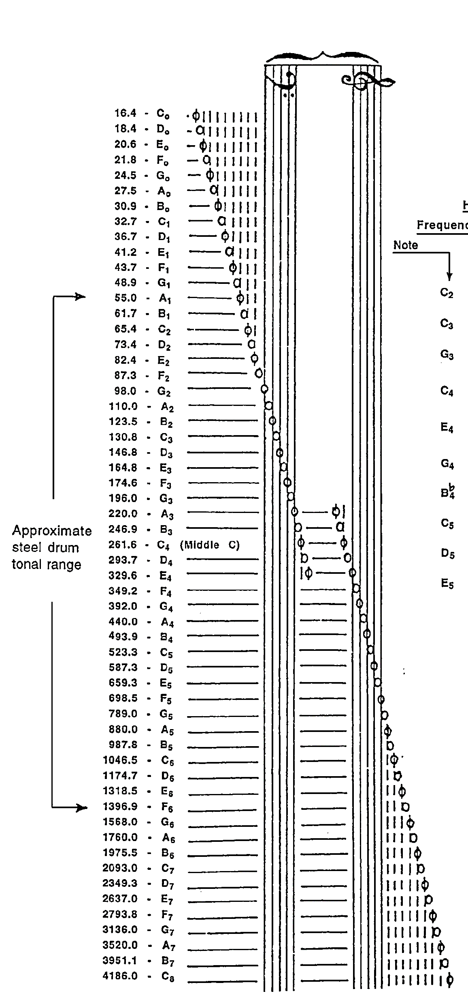 16.4 - C0
18.4 - D0
20.6 - E0
21.8 - F0
24.5 - G0
27.5 - A0
30.9 - B0
32.7 - C1
36.7 - D1
41.2 - E1
43.7 - F1
48.9 - G1
55.0 - A1
61.7 - B1
65.4 - C2
73.4 - D2
82.4 - E2
87.3 - F2
98.0 - G2
110.0 - A2
123.5 - B2
130.8 - C3
146.8 - D3
164.8 - E3
174.6 - F3
196.0 - G3
220.0 - A3
246.9 - B3
261.6 - C4 (Middle C)
293.7 - D4
329.6 - E4
349.2 - F4
392.0 - G4
440.0 - A4
493.9 - B4
523.3 - C5
587.3 - D5
659.3 - E5
698.5 - F5
789.0 - G5
880.0 - A5
987.8 - B5
1046.5 - C6
1174.7 - D6
1318.5 - E6
1396.9 - F6
1568.0 - G6
1760.0 - A6
1975.5 - B6
2093.0 - C7
2349.3 - D7
2637.0 - E7
2793.8 - F7
3136.0 - G7
3520.0 - A7
3951.1 - B7
4186.0 - C8
Approximate
steel drum
tonal range
H
Frequenc
Note
C2
C3
G3
C4
E4
G4
B♭4
C5
D5
E5